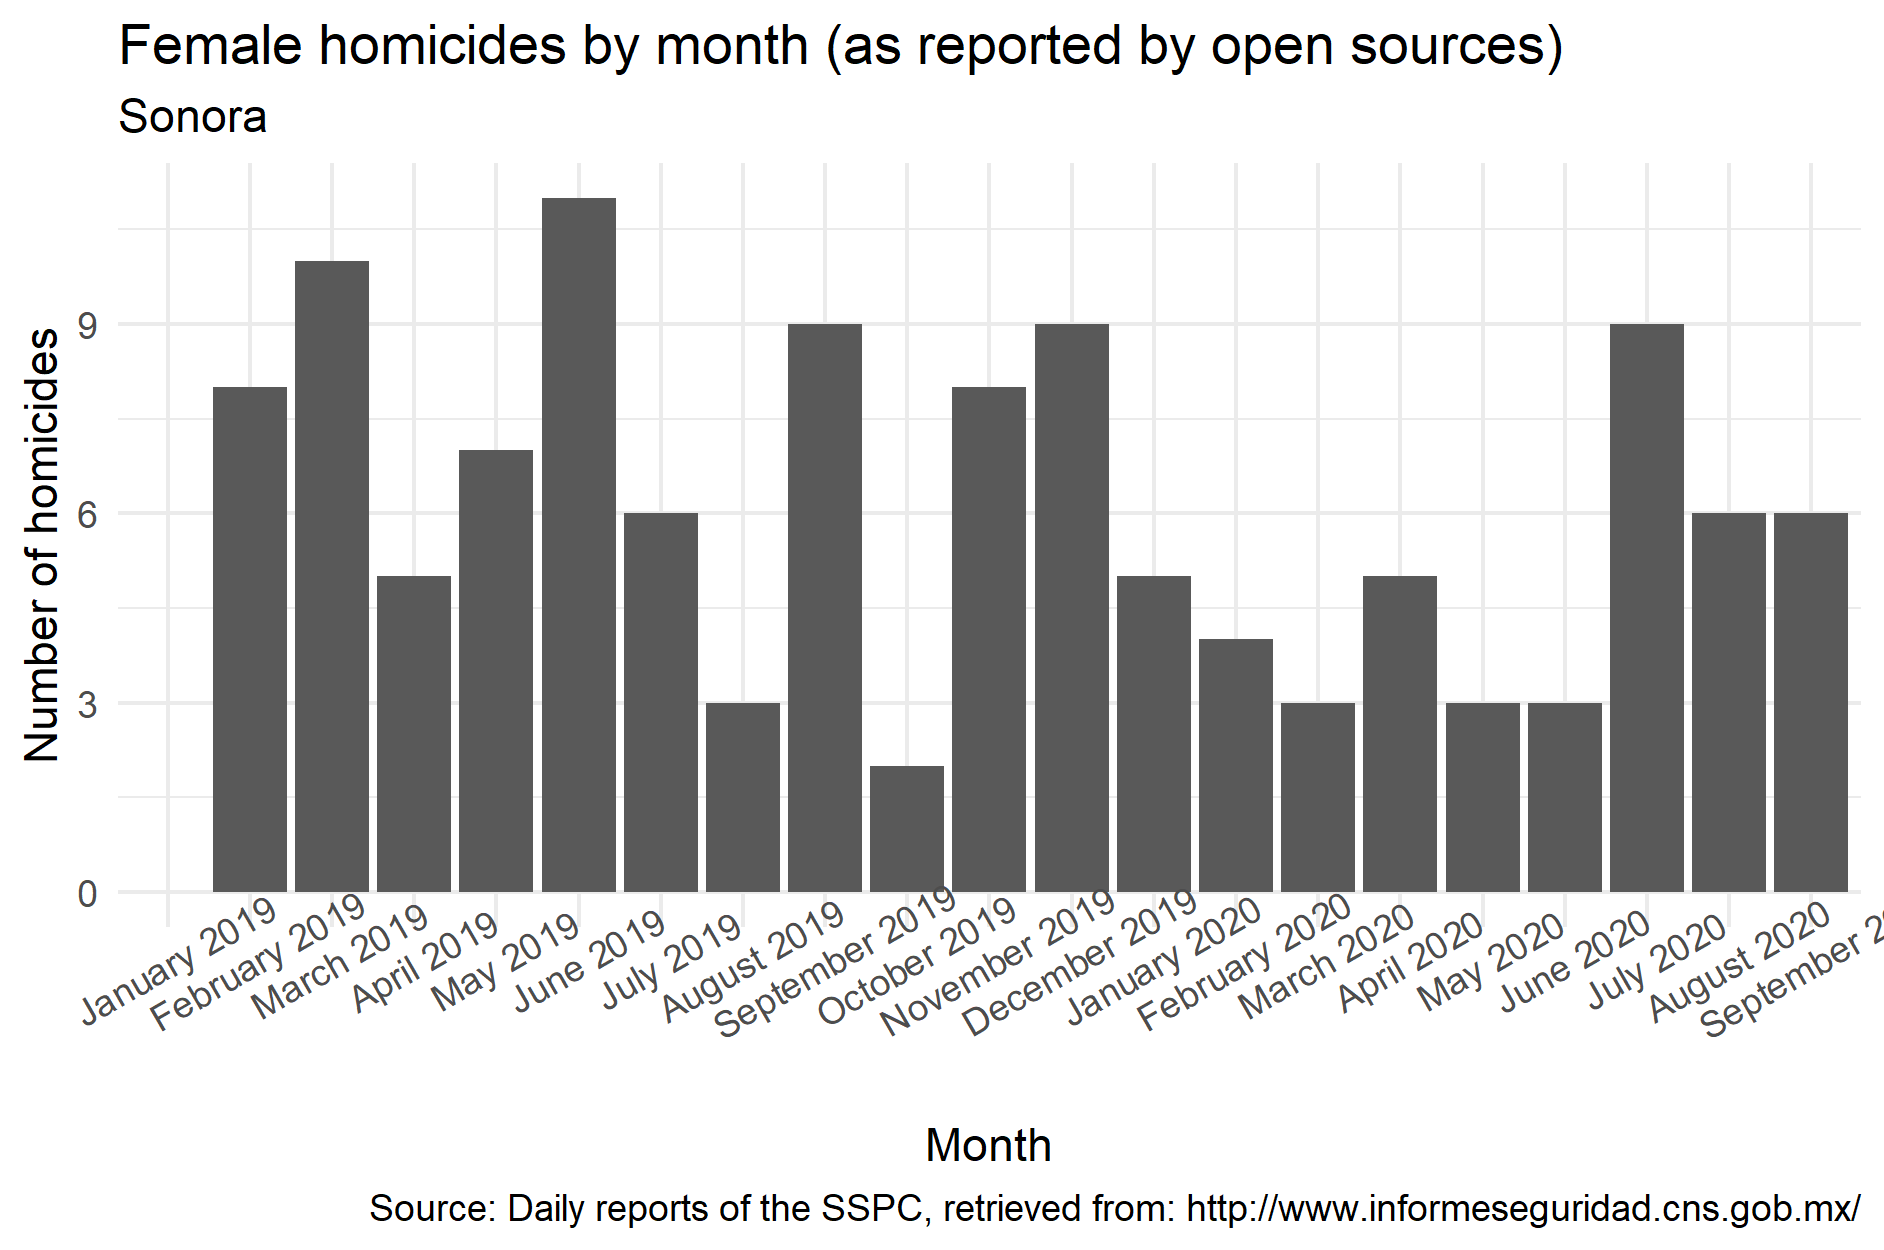 Female homicides by month (as reported by open sources)
Sonora
Number of homicides
9
6
3
0
January 2019
February 2019
March 2019
April 2019
May 2019
June 2019
July 2019
August 2019
September 2019
October 2019
November 2019
December 2019
January 2020
February 2020
March 2020
April 2020
May 2020
June 2020
July 2020
August 2020
September
Month
Source: Daily reports of the SSPC, retrieved from: http://www.informeseguridad.cns.gob.mx/